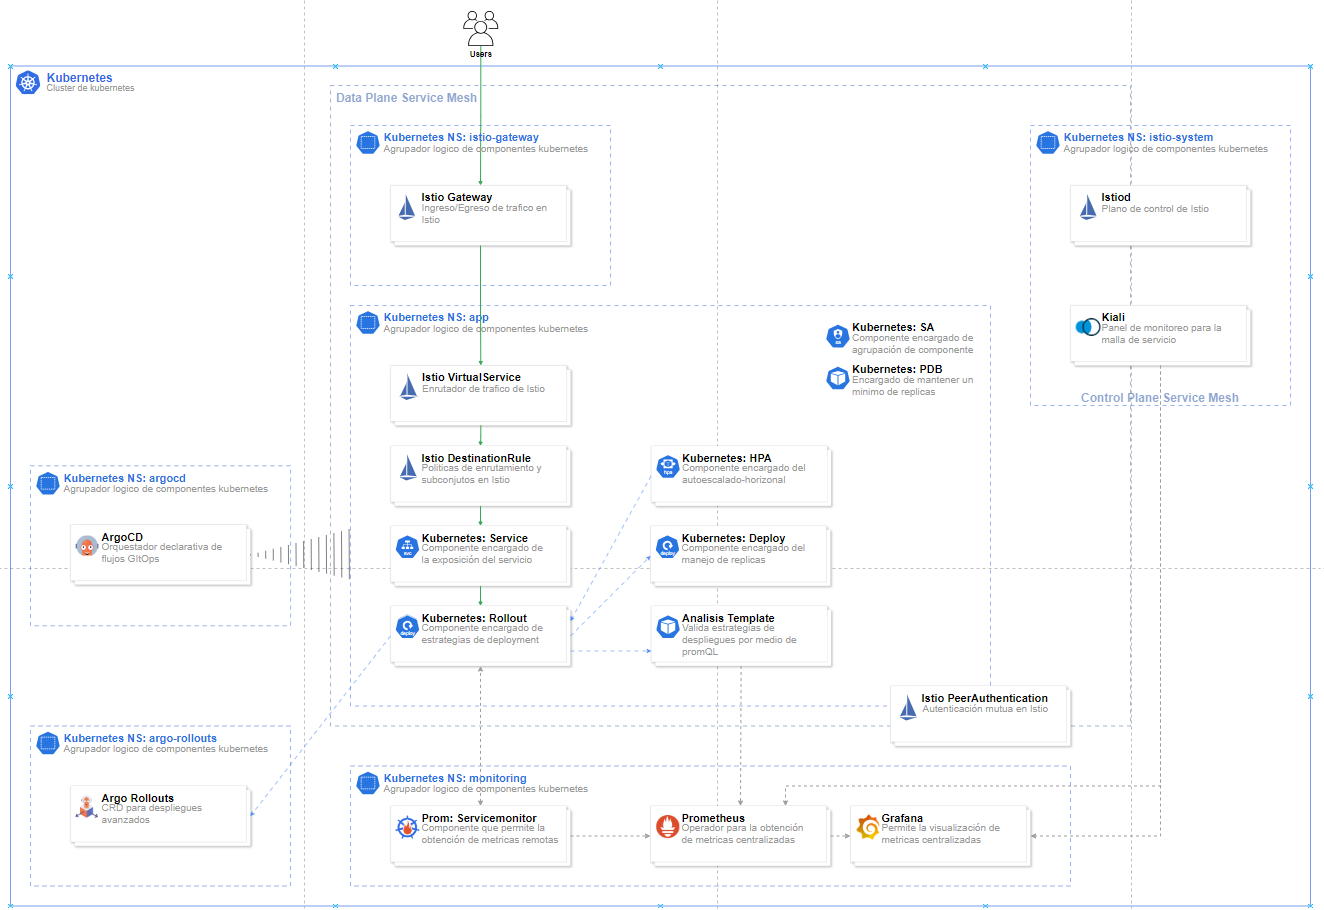 Users
Kubernetes
Cluster de kubernetes
Data Plane Service Mesh
Kubernetes NS: istio-gateway
Agrupador logico de componentes kubernetes
Istio Gateway
Ingreso/Egreso de trafico en
Istio
Kubernetes NS: istio-system
Agrupador logico de componentes kubernetes
Istiod
Plano de control de Istio
Kiali
Panel de monitoreo para la
malla de servicio
Control Plane Service Mesh
Kubernetes NS: app
Agrupador logico de componentes kubernetes
Kubernetes: SA
Componente encargado de
agrupación de componente
Kubernetes: PDB
Encargado de mantener un
minimo de replicas
Istio VirtualService
Enrutador de trafico de Istio
Istio DestinationRule
Politicas de enrutamiento y
subconjutos en Istio
Kubernetes: HPA
Componente encargado del
autoescalado-horizonal
Kubernetes: Service
Componente encargado de
la exposición del servicio
Kubernetes: Deploy
Componente encargado del
manejo de replicas
Kubernetes: Rollout
Componente encargado de
estrategias de deployment
Analisis Template
Valida estrategias de
despliegues por medio de
promQL
Istio PeerAuthentication
Autenticación mutua en Istio
Kubernetes NS: argocd
Agrupador logico de componentes kubernetes
ArgoCD
Orquestador declarativa de
flujos GItOps
Kubernetes NS: argo-rollouts
Agrupador logico de componentes kubernetes
Argo Rollouts
CRD para despliegues
avanzados
Kubernetes NS: monitoring
Agrupador logico de componentes kubernetes
Prom: Servicemonitor
Componente que permite la
obtención de metricas remotas
Prometheus
Operador para la obtención
de metricas centralizadas
Grafana
Permite la visualización de
metricas centralizadas
hpa
svc
deploy
deploy